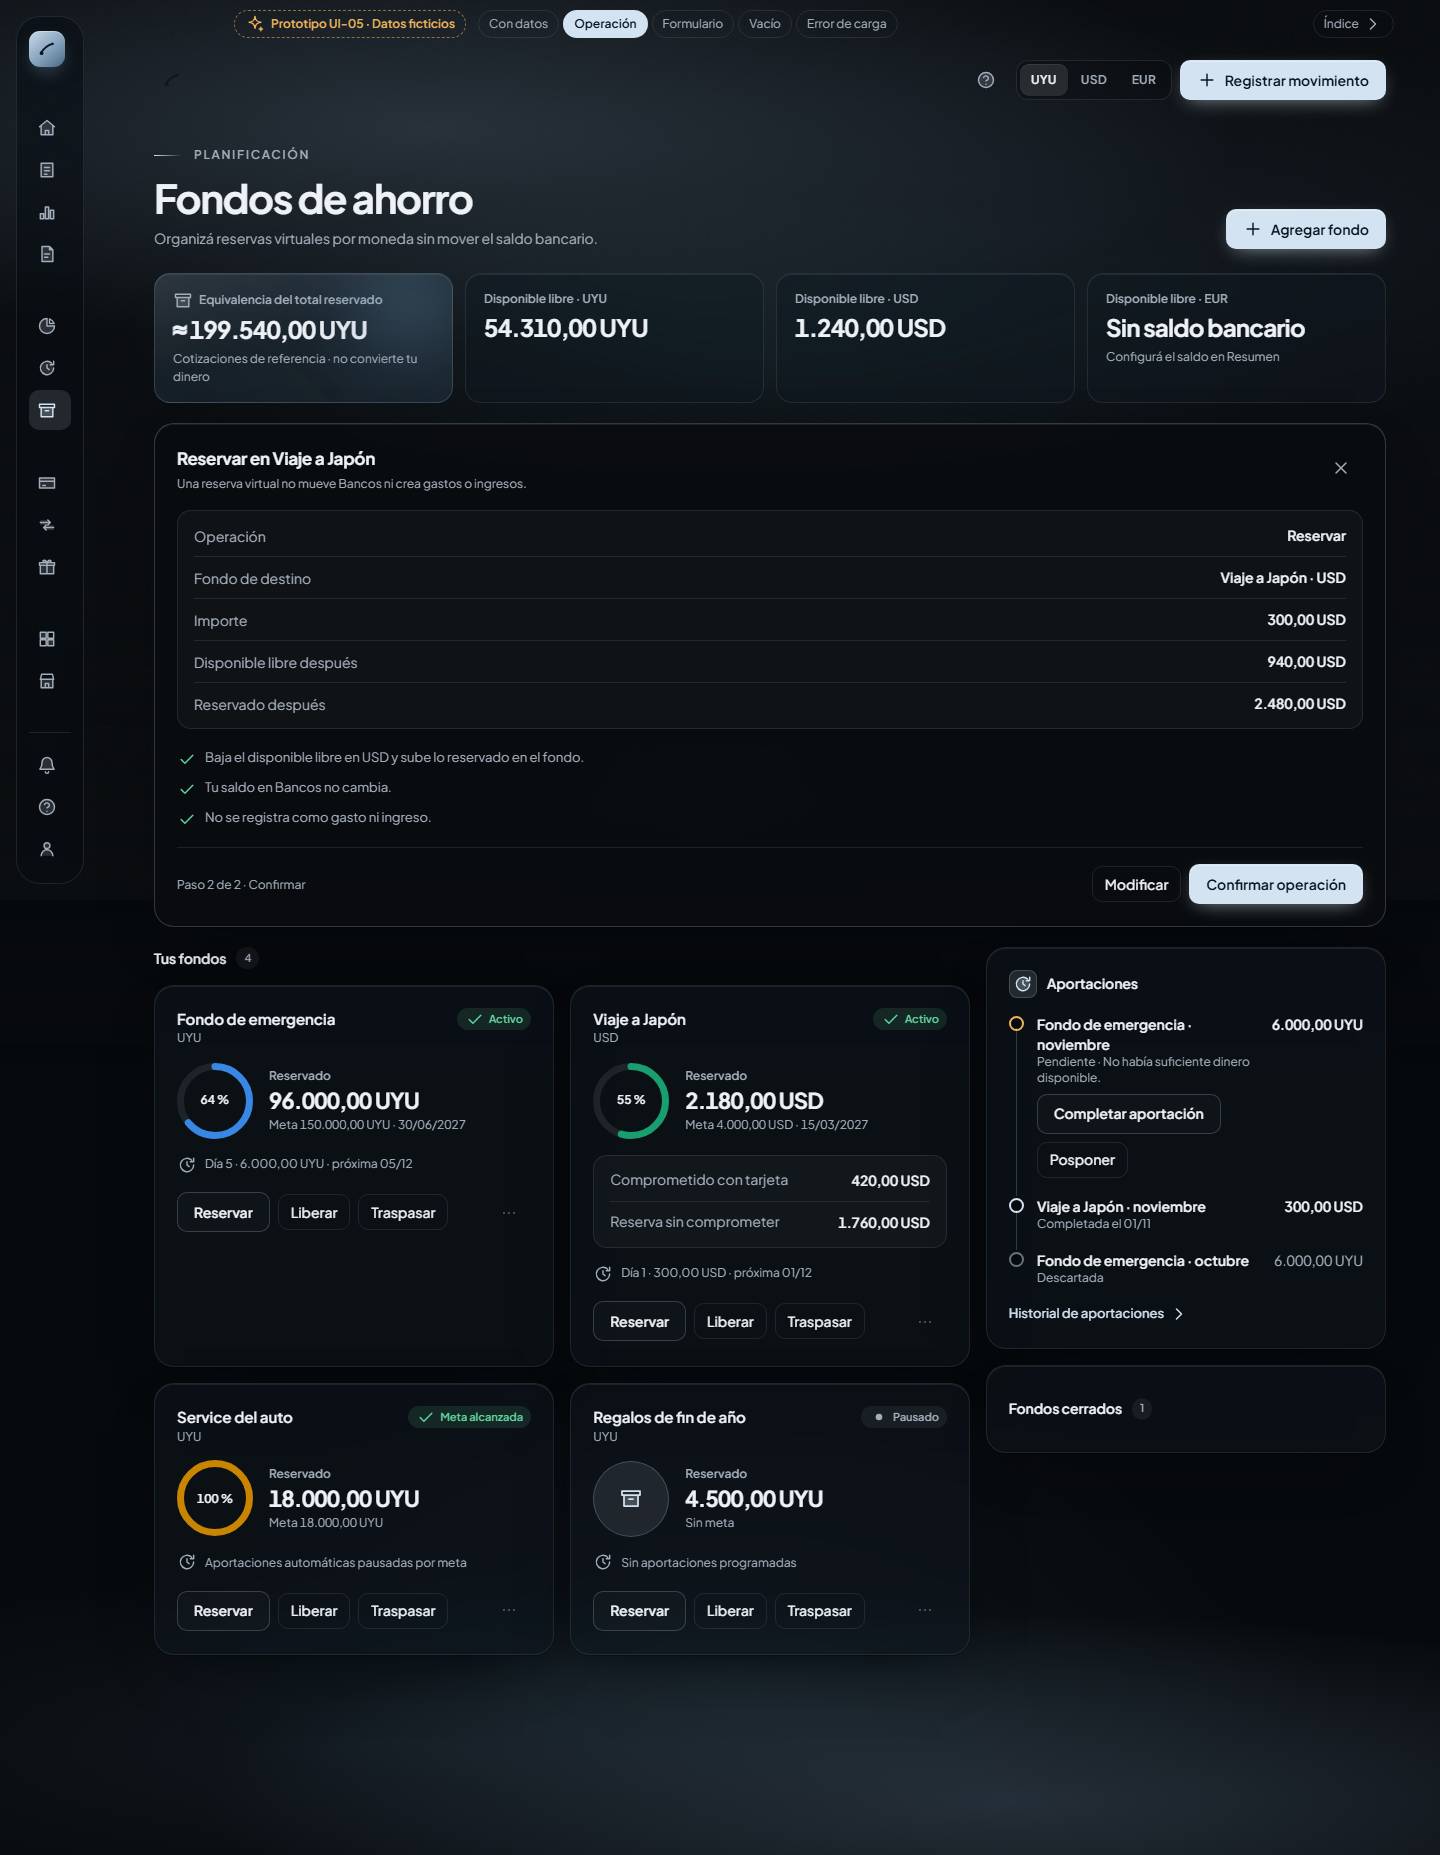 Prototipo UI-05 · Datos ficticios
Con datos
Operación
Formulario
Vacío
Error de carga
Índice
UYU
USD
EUR
Registrar movimiento
PLANIFICACIÓN
Fondos de ahorro
Organizá reservas virtuales por moneda sin mover el saldo bancario.
Agregar fondo
Equivalencia del total reservado
≈199.540,00 UYU
Cotizaciones de referencia · no convierte tu
dinero
Disponible libre · UYU
54.310,00 UYU
Disponible libre · USD
1.240,00 USD
Disponible libre · EUR
Sin saldo bancario
Configurá el saldo en Resumen
Reservar en Viaje a Japón
Una reserva virtual no mueve Bancos ni crea gastos o ingresos.
Operación
Reservar
Fondo de destino
Viaje a Japón · USD
Importe
300,00 USD
Disponible libre después
940,00 USD
Reservado después
2.480,00 USD
Baja el disponible libre en USD y sube lo reservado en el fondo.
Tu saldo en Bancos no cambia.
No se registra como gasto ni ingreso.
Paso 2 de 2 · Confirmar
Modificar
Confirmar operación
Tus fondos 4
Fondo de emergencia
Activo
UYU
64 %
Reservado
96.000,00 UYU
Meta 150.000,00 UYU · 30/06/2027
Día 5 · 6.000,00 UYU · próxima 05/12
Reservar
Liberar
Traspasar
...
Viaje a Japón
Activo
USD
55 %
Reservado
2.180,00 USD
Meta 4.000,00 USD · 15/03/2027
Comprometido con tarjeta
420,00 USD
Reserva sin comprometer
1.760,00 USD
Día 1 · 300,00 USD · próxima 01/12
Reservar
Liberar
Traspasar
...
Service del auto
Meta alcanzada
UYU
100 %
Reservado
18.000,00 UYU
Meta 18.000,00 UYU
Aportaciones automáticas pausadas por meta
Reservar
Liberar
Traspasar
...
Regalos de fin de año
Pausado
UYU
Reservado
4.500,00 UYU
Sin meta
Sin aportaciones programadas
Reservar
Liberar
Traspasar
...
Aportaciones
Fondo de emergencia ·
noviembre
6.000,00 UYU
Pendiente · No había suficiente dinero
disponible.
Completar aportación
Posponer
Viaje a Japón · noviembre
300,00 USD
Completada el 01/11
Fondo de emergencia · octubre
6.000,00 UYU
Descartada
Historial de aportaciones
Fondos cerrados 1